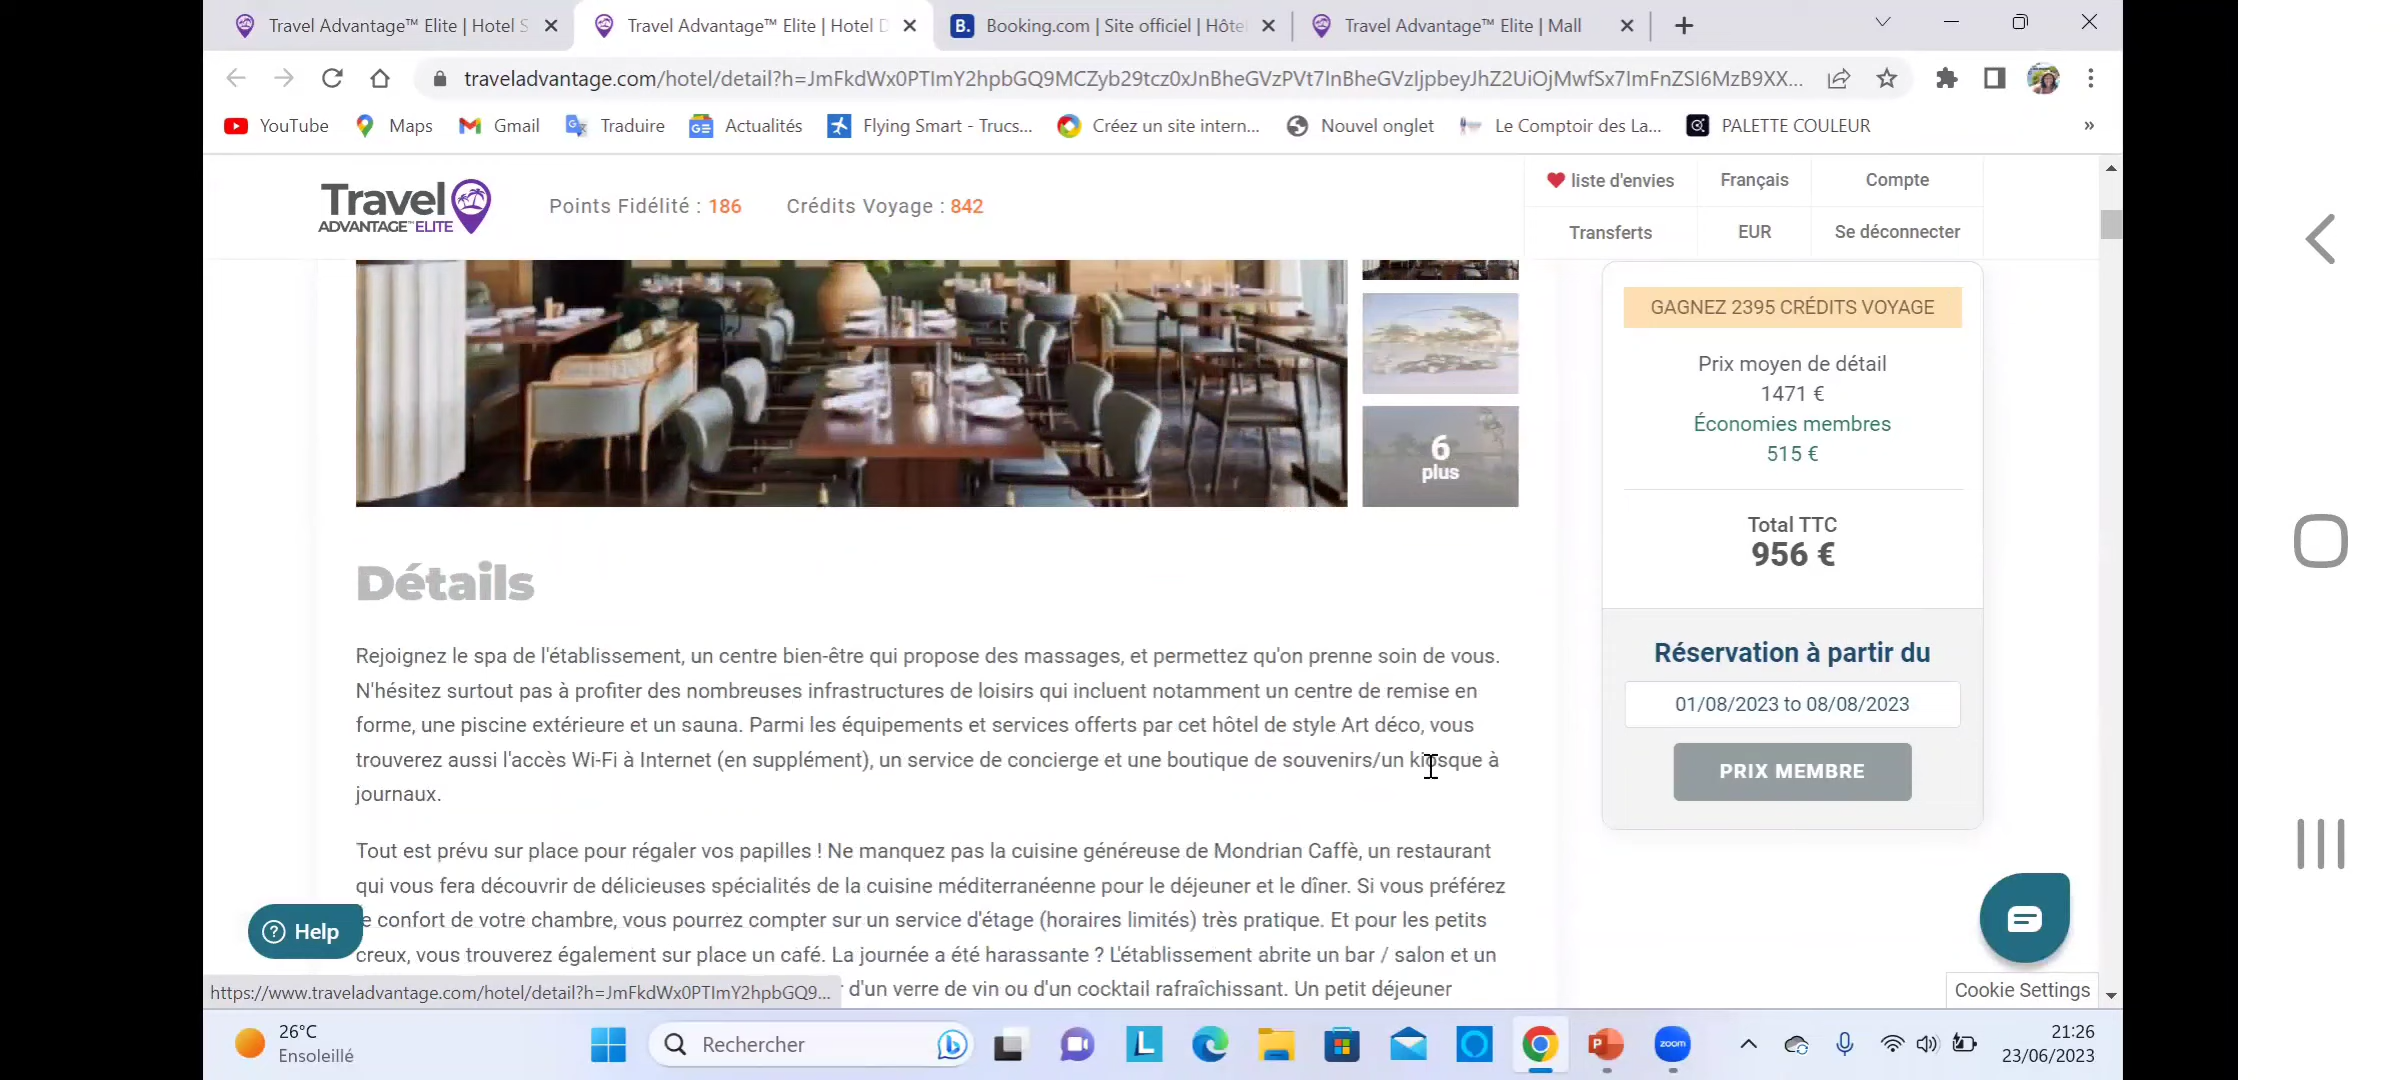 Travel Advantage™ Elite | Hotel S
Travel Advantage™ Elite | Hotel D
B. Booking.com | Site officiel | Hôtel
Travel Advantage™ Elite | Mall
traveladvantage.com/hotel/detail?h=JmFkdWx0PTImY2hpbGQ9MCZyb29tcz0xJnBheGVzPVt7InBheGVzIjpbeyJhZ2UiOjMwfSx7ImFnZSI6MzB9XX...
YouTube
Maps
Gmail
Traduire
Actualités
Flying Smart - Trucs...
Créez un site intern...
Nouvel onglet
Le Comptoir des La...
PALETTE COULEUR
»
Travel
ADVANTAGE™ELITE
Points Fidélité : 186
Crédits Voyage : 842
liste d'envies
Français
Compte
Transferts
EUR
Se déconnecter
6
plus
GAGNEZ 2395 CRÉDITS VOYAGE
Prix moyen de détail
1471 €
Économies membres
515 €
Total TTC
956 €
Réservation à partir du
01/08/2023 to 08/08/2023
PRIX MEMBRE
Détails
Rejoignez le spa de l'établissement, un centre bien-être qui propose des massages, et permettez qu'on prenne soin de vous.
N'hésitez surtout pas à profiter des nombreuses infrastructures de loisirs qui incluent notamment un centre de remise en
forme, une piscine extérieure et un sauna. Parmi les équipements et services offerts par cet hôtel de style Art déco, vous
trouverez aussi l'accès Wi-Fi à Internet (en supplément), un service de concierge et une boutique de souvenirs/un kiosque à
journaux.
Tout est prévu sur place pour régaler vos papilles ! Ne manquez pas la cuisine généreuse de Mondrian Caffè, un restaurant
qui vous fera découvrir de délicieuses spécialités de la cuisine méditerranéenne pour le déjeuner et le dîner. Si vous préférez
e confort de votre chambre, vous pourrez compter sur un service d'étage (horaires limités) très pratique. Et pour les petits
creux, vous trouverez également sur place un café. La journée a été harassante ? L'établissement abrite un bar / salon et un
d'un verre de vin ou d'un cocktail rafraîchissant. Un petit déjeuner
Help
https://www.traveladvantage.com/hotel/detail?h=JmFkdWx0PTImY2hpbGQ9...
Cookie Settings
26°C
Ensoleillé
Rechercher
L
P
zoom
21:26
23/06/2023